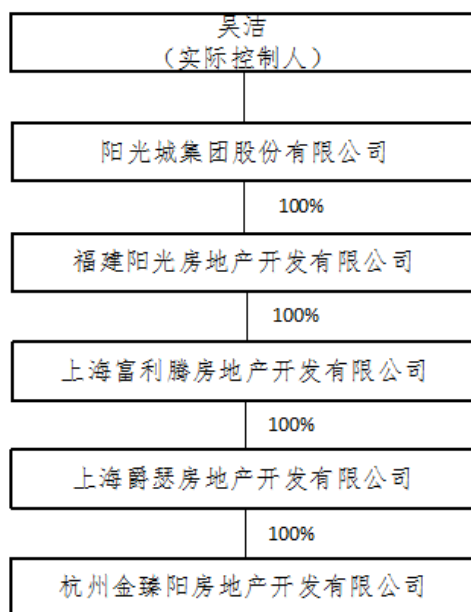 吴洁
（实际控制人）
阳光城集团股份有限公司
100%
福建阳光房地产开发有限公司
100%
上海富利腾房地产开发有限公司
100%
上海爵瑟房地产开发有限公司
100%
杭州金臻阳房地产开发有限公司